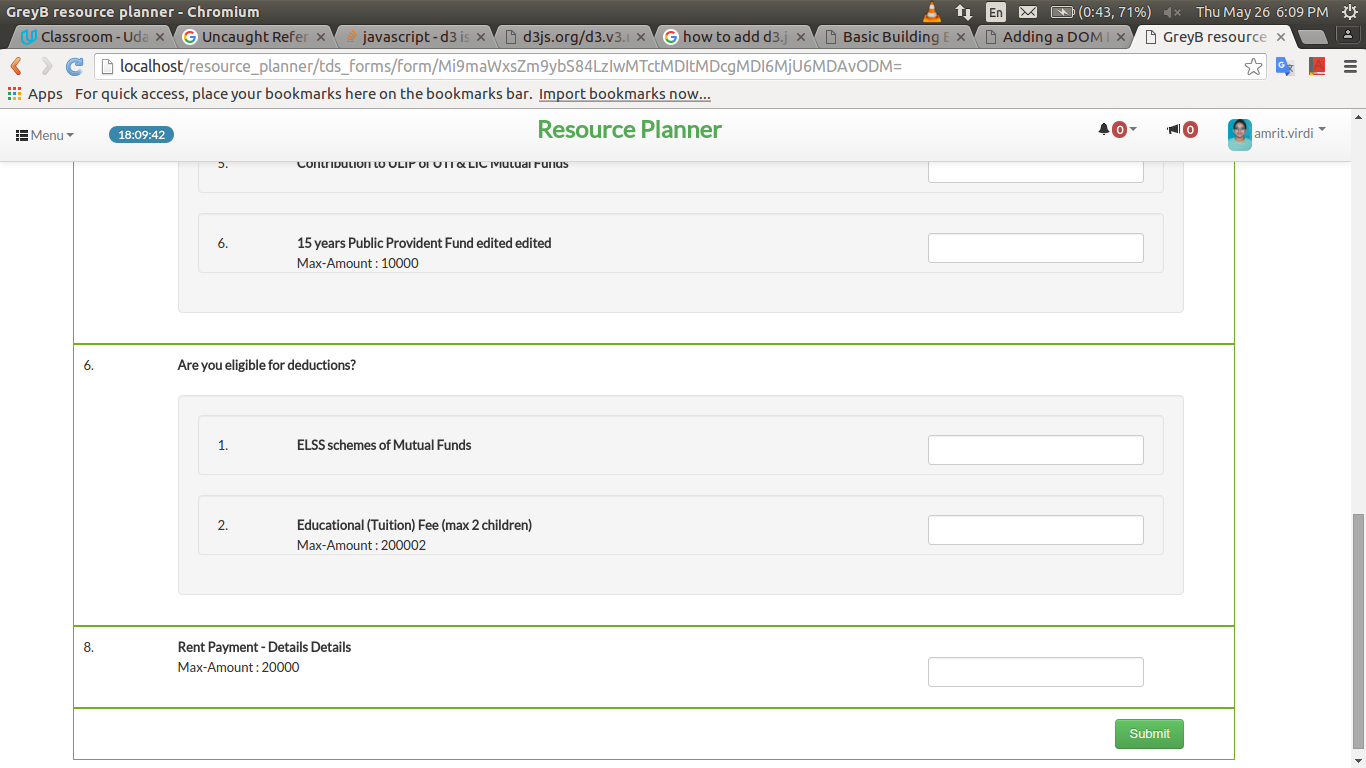 GreyB resource planner - Chromium
En
(0:43, 71%)
Thu May 26 6:09 PM
Classroom - Uda
Uncaught Refer
javascript - d3 is
d3js.org/d3.v3.
how to add d3.j
Basic Building
Adding a DOM
GreyB resource
localhost/resource_planner/tds_forms/form/Mi9maWxsZm9ybS84LzIwMTctMDItMDcgMDI6MjU6MDAvODM=
Apps For quick access, place your bookmarks here on the bookmarks bar. Import bookmarks now...
Menu
18:09:42
Resource Planner
0
0
amrit.virdi
5. Contribution to ULIP of UTI & LIC Mutual Funds
6. 15 years Public Provident Fund edited edited
Max-Amount : 10000
6. Are you eligible for deductions?
1. ELSS schemes of Mutual Funds
2. Educational (Tuition) Fee (max 2 children)
Max-Amount : 200002
8. Rent Payment - Details Details
Max-Amount : 20000
Submit